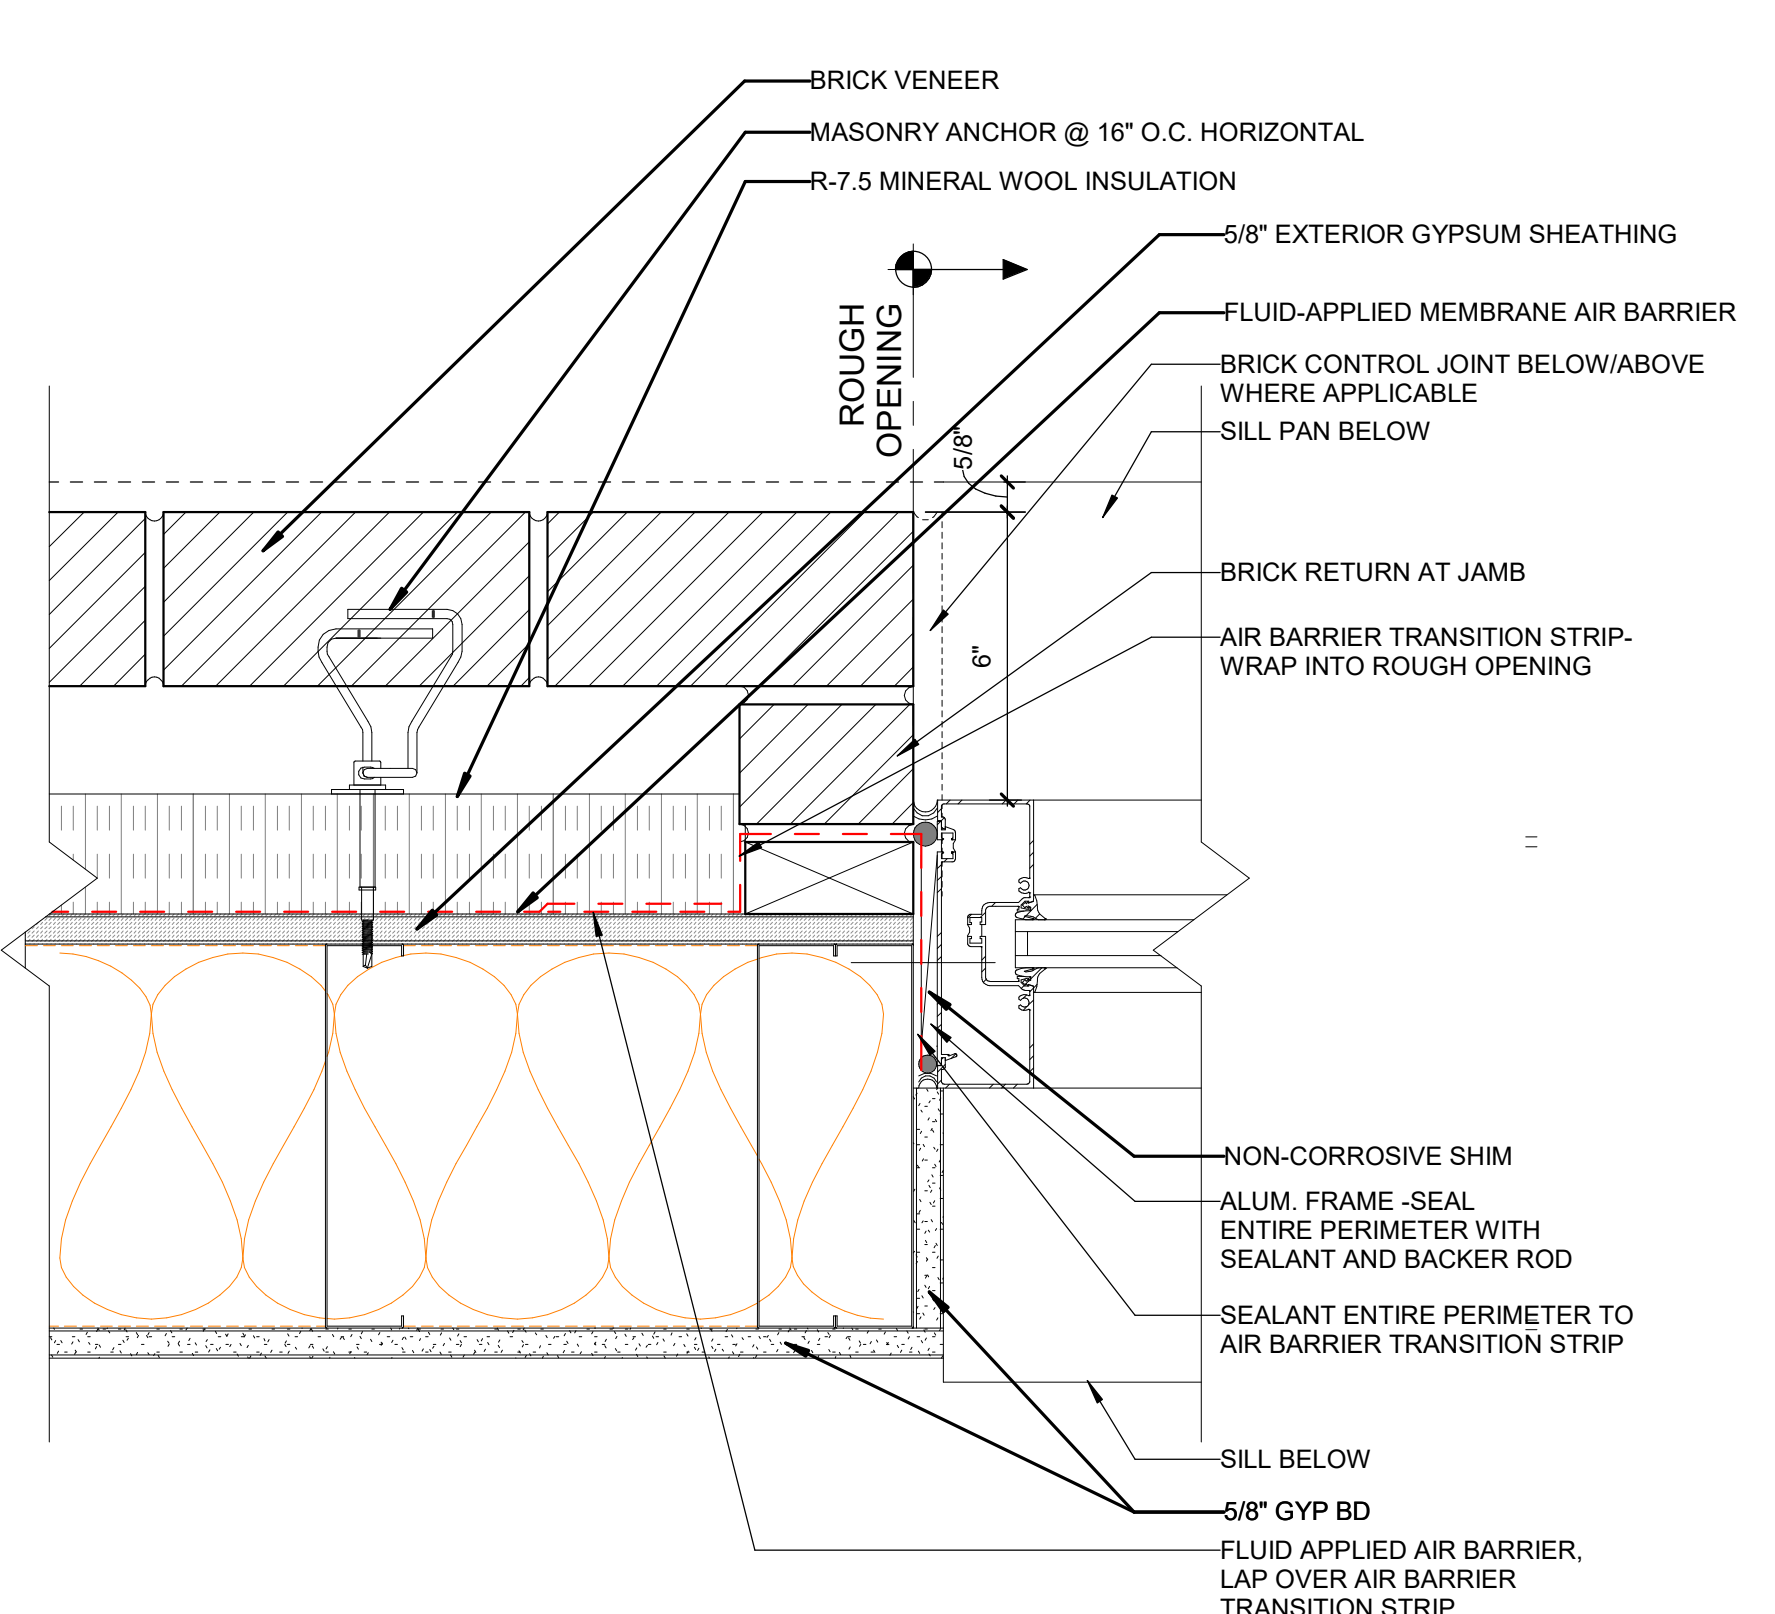 BRICK VENEER
MASONRY ANCHOR @ 16" O.C. HORIZONTAL
R-7.5 MINERAL WOOL INSULATION
5/8" EXTERIOR GYPSUM SHEATHING
FLUID-APPLIED MEMBRANE AIR BARRIER
ROUGH
OPENING
BRICK CONTROL JOINT BELOW/ABOVE
WHERE APPLICABLE
SILL PAN BELOW
5/8"
BRICK RETURN AT JAMB
6"
AIR BARRIER TRANSITION STRIP-
WRAP INTO ROUGH OPENING
NON-CORROSIVE SHIM
ALUM. FRAME -SEAL
ENTIRE PERIMETER WITH
SEALANT AND BACKER ROD
SEALANT ENTIRE PERIMETER TO
AIR BARRIER TRANSITION STRIP
SILL BELOW
5/8" GYP BD
FLUID APPLIED AIR BARRIER,
LAP OVER AIR BARRIER
TRANSITION STRIP